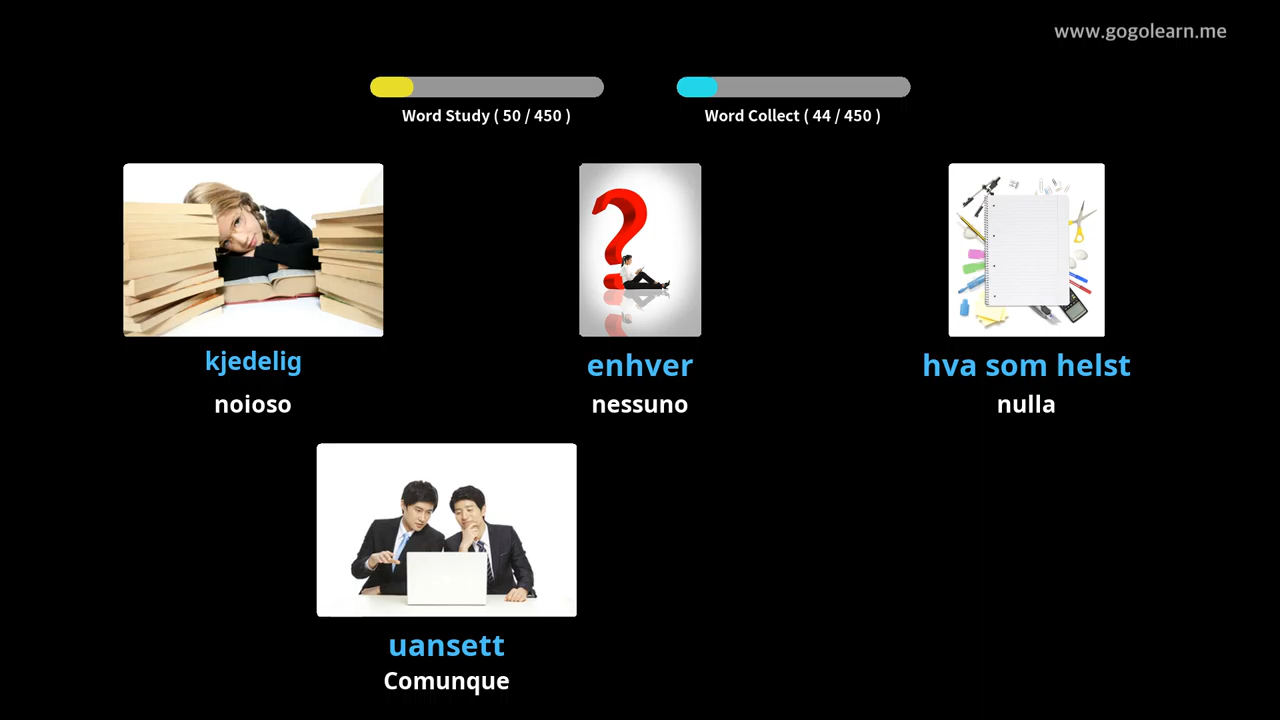 www.gogolearn.me
Word Study ( 50 / 450 )
Word Collect ( 44 / 450 )
kjedelig
noioso
enhver
nessuno
hva som helst
nulla
uansett
Comunque